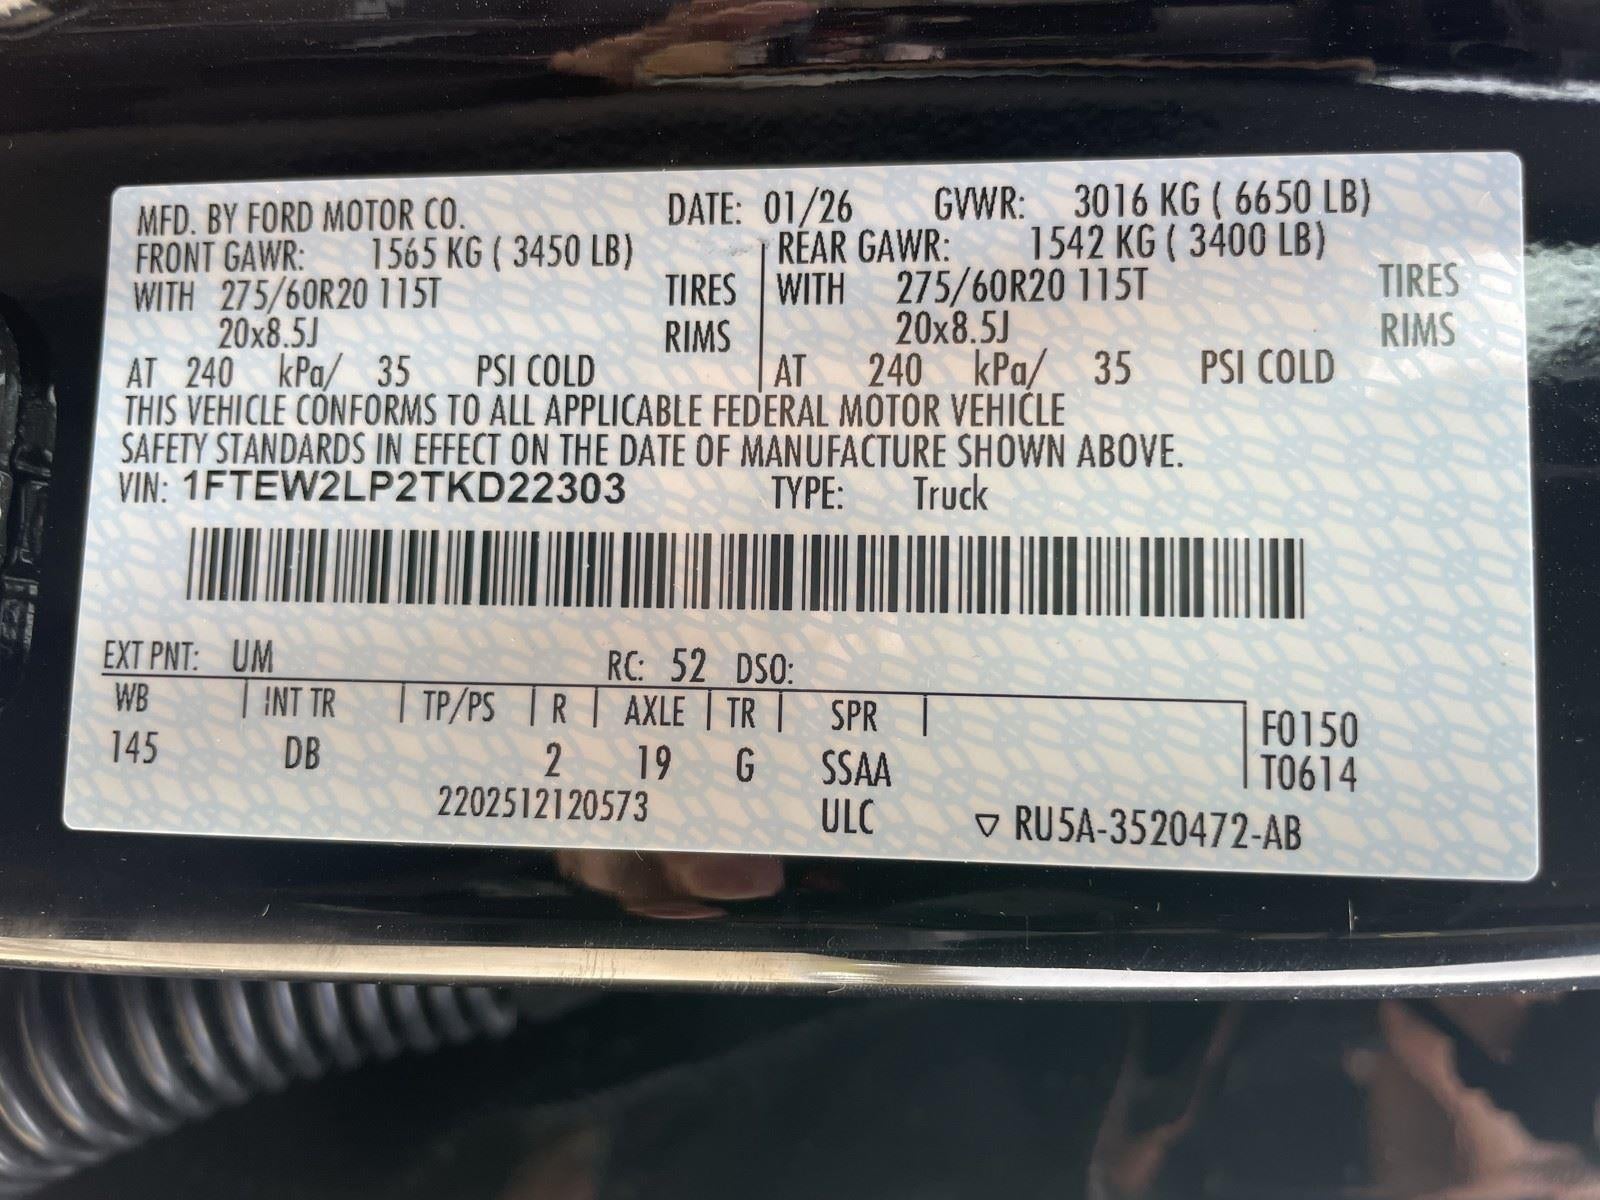 MFD. BY FORD MOTOR CO. DATE: 01/26 GVWR: 3016 KG ( 6650 LB)
FRONT GAWR: 1565 KG ( 3450 LB) REAR GAWR: 1542 KG ( 3400 LB)
WITH 275/60R20 115T TIRES WITH 275/60R20 115T TIRES
20x8.5J RIMS 20x8.5J RIMS
AT 240 kPa/ 35 PSI COLD AT 240 kPa/ 35 PSI COLD
THIS VEHICLE CONFORMS TO ALL APPLICABLE FEDERAL MOTOR VEHICLE
SAFETY STANDARDS IN EFFECT ON THE DATE OF MANUFACTURE SHOWN ABOVE.
VIN: 1FTEW2LP2TKD22303 TYPE: Truck
EXT PNT: UM RC: 52 DSO:
WB INT TR TP/PS R AXLE TR SPR F0150
145 DB 2 19 G SSAA T0614
2202512120573 ULC ▽ RU5A-3520472-AB